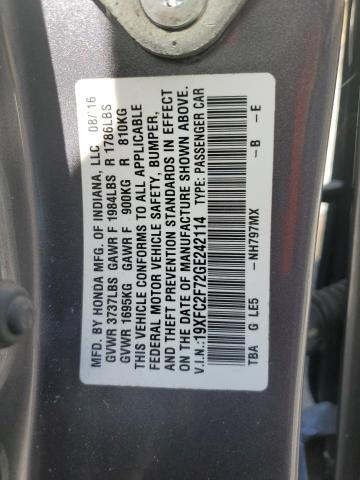 MFD. BY HONDA MFG. OF INDIANA, LLC 08/16
GVWR 3737LBS GAWR F 1984LBS R 1786LBS
GVWR 1695KG GAWR F 900KG R 810KG
THIS VEHICLE CONFORMS TO ALL APPLICABLE
FEDERAL MOTOR VEHICLE SAFETY, BUMPER,
AND THEFT PREVENTION STANDARDS IN EFFECT
ON THE DATE OF MANUFACTURE SHOWN ABOVE.
V.I.N.:19XFC2F72GE242114 TYPE: PASSENGER CAR
TBA G LE5 -NH797MX -B -E